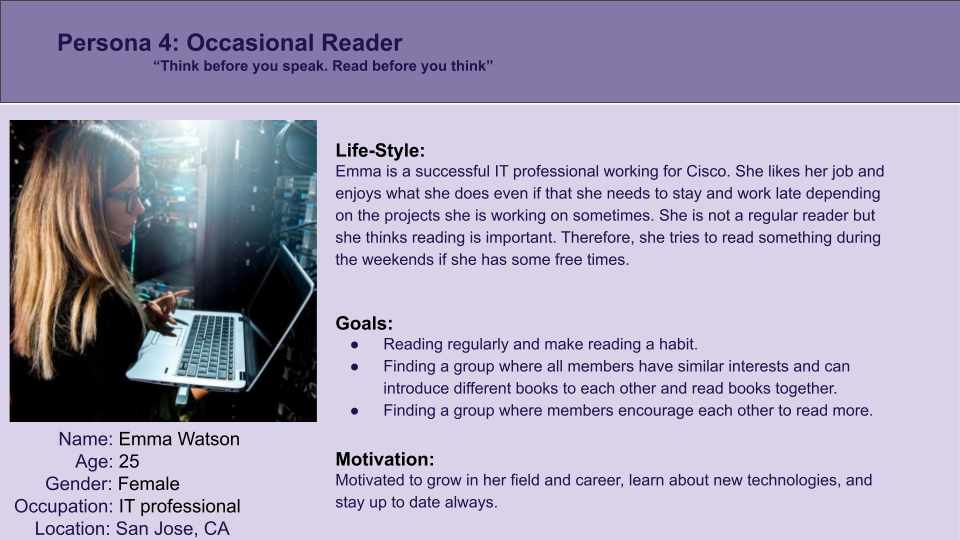 Persona 4: Occasional Reader
“Think before you speak. Read before you think”
Life-Style:
Emma is a successful IT professional working for Cisco. She likes her job and
enjoys what she does even if that she needs to stay and work late depending
on the projects she is working on sometimes. She is not a regular reader but
she thinks reading is important. Therefore, she tries to read something during
the weekends if she has some free times.
Goals:
● Reading regularly and make reading a habit.
● Finding a group where all members have similar interests and can
introduce different books to each other and read books together.
● Finding a group where members encourage each other to read more.
Motivation:
Motivated to grow in her field and career, learn about new technologies, and
stay up to date always.
Name: Emma Watson
Age: 25
Gender: Female
Occupation: IT professional
Location: San Jose, CA